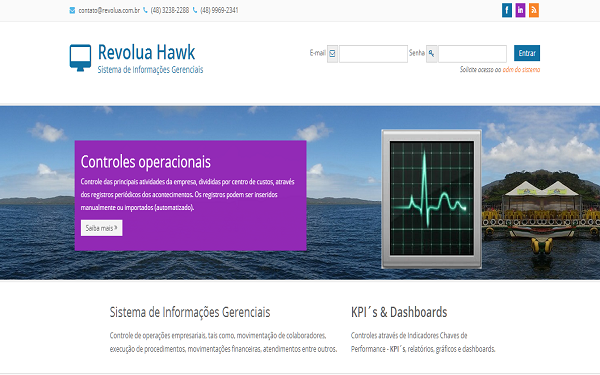 contato@revolua.com.br (48) 3238-2288 (48) 9969-2341
Revolua Hawk
Sistema de Informações Gerenciais
E-mail Senha Entrar
Solicite acesso ao adm do sistema
Controles operacionais
Controle das principais atividades da empresa, divididas por centro de custos, através
dos registros periódicos dos acontecimentos. Os registros podem ser inseridos
manualmente ou importados (automatizado).
Saiba mais
Sistema de Informações Gerenciais
Controle de operações empresariais, tais como, movimentação de colaboradores,
execução de procedimentos, movimentações financeiras, atendimentos entre outros.
KPI´s & Dashboards
Controles através de Indicadores Chaves de
Performance - KPI´s, relatórios, gráficos e dashboards.